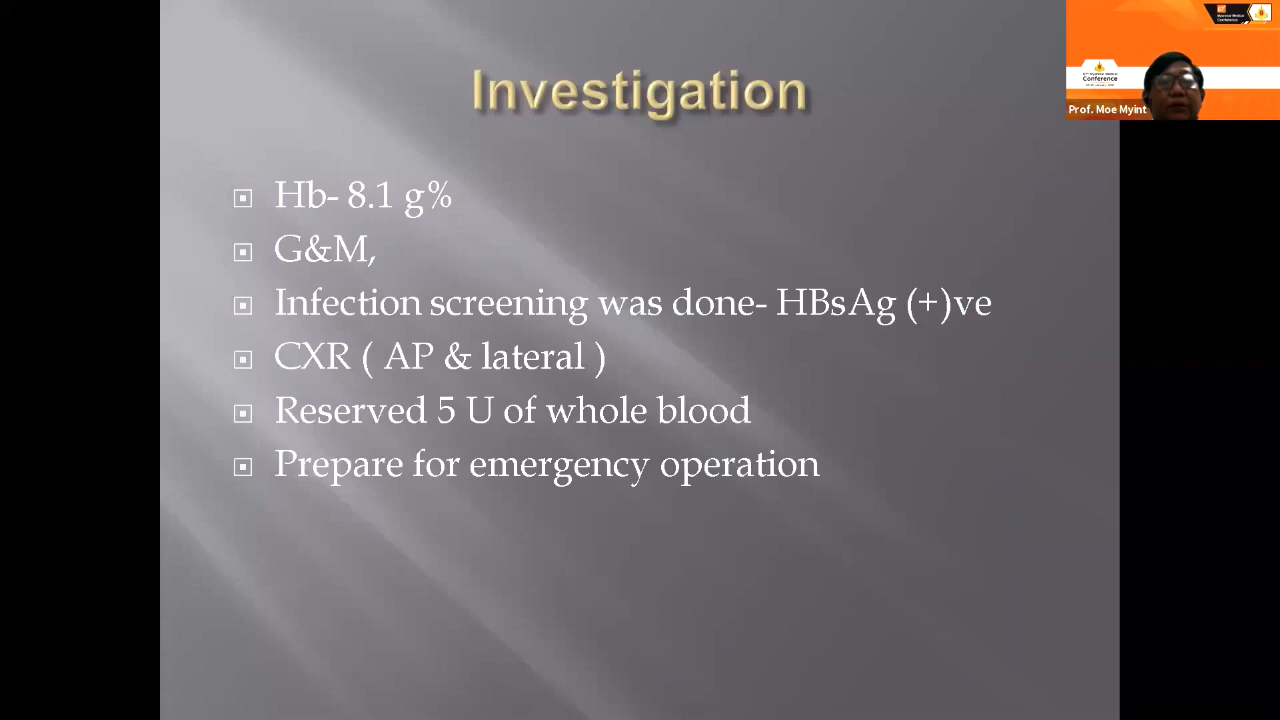 Investigation
Hb- 8.1 g%
G&M,
Infection screening was done- HBsAg (+)ve
CXR ( AP & lateral )
Reserved 5 U of whole blood
Prepare for emergency operation
Conference
Prof. Moe Myint